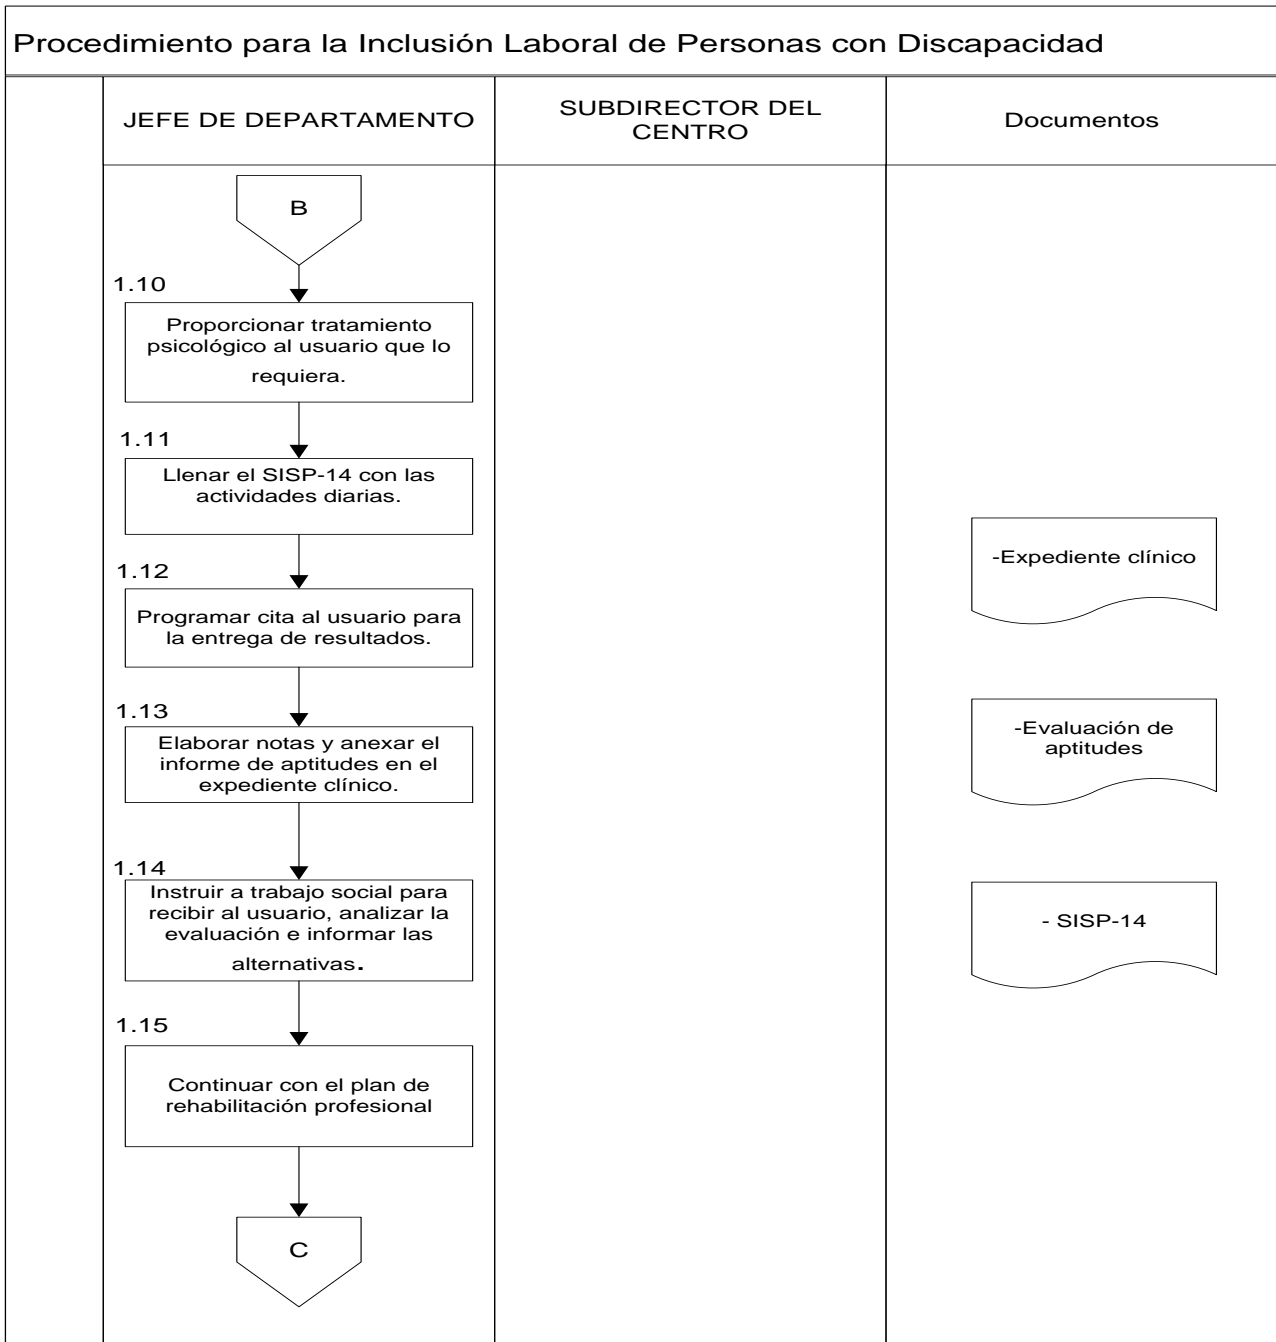 Procedimiento para la Inclusión Laboral de Personas con Discapacidad
JEFE DE DEPARTAMENTO
SUBDIRECTOR DEL
CENTRO
Documentos
B
1.10
Proporcionar tratamiento
psicológico al usuario que lo
requiera.
1.11
Llenar el SISP-14 con las
actividades diarias.
1.12
Programar cita al usuario para
la entrega de resultados.
1.13
Elaborar notas y anexar el
informe de aptitudes en el
expediente clínico.
1.14
Instruir a trabajo social para
recibir al usuario, analizar la
evaluación e informar las
alternativas.
1.15
Continuar con el plan de
rehabilitación profesional
C
-Expediente clínico
-Evaluación de
aptitudes
- SISP-14